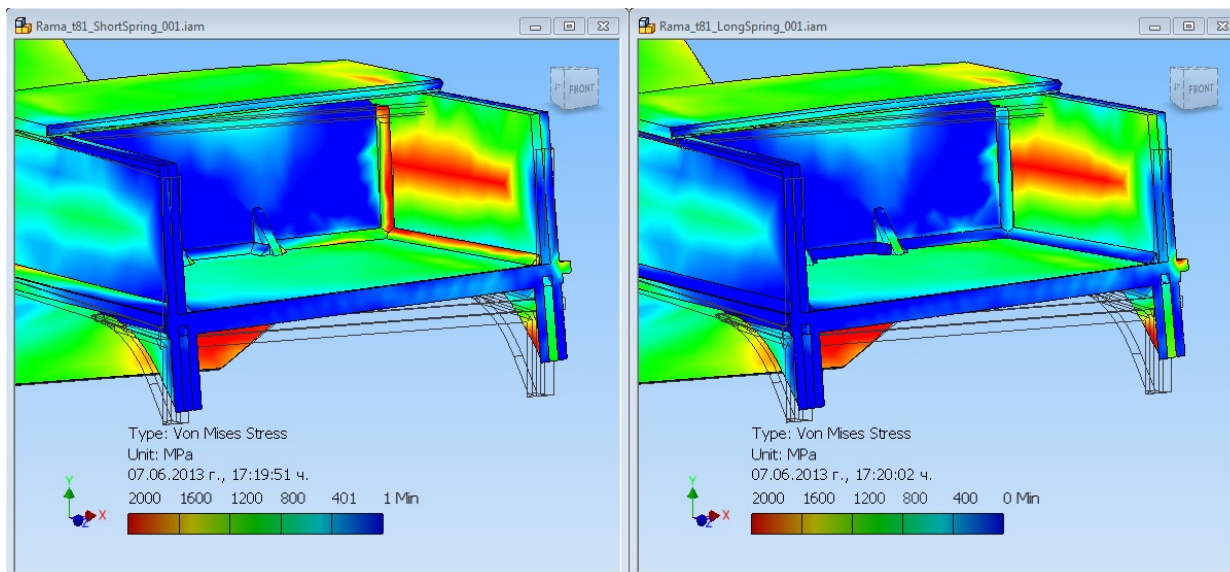 Rama_t81_ShortSpring_001.iam
FRONT
Type: Von Mises Stress
Unit: MPa
07.06.2013 г., 17:19:51 ч.
2000 1600 1200 800 401 1 Min
Y
X
Z
Rama_t81_LongSpring_001.iam
FRONT
Type: Von Mises Stress
Unit: MPa
07.06.2013 г., 17:20:02 ч.
2000 1600 1200 800 400 0 Min
Y
X
Z